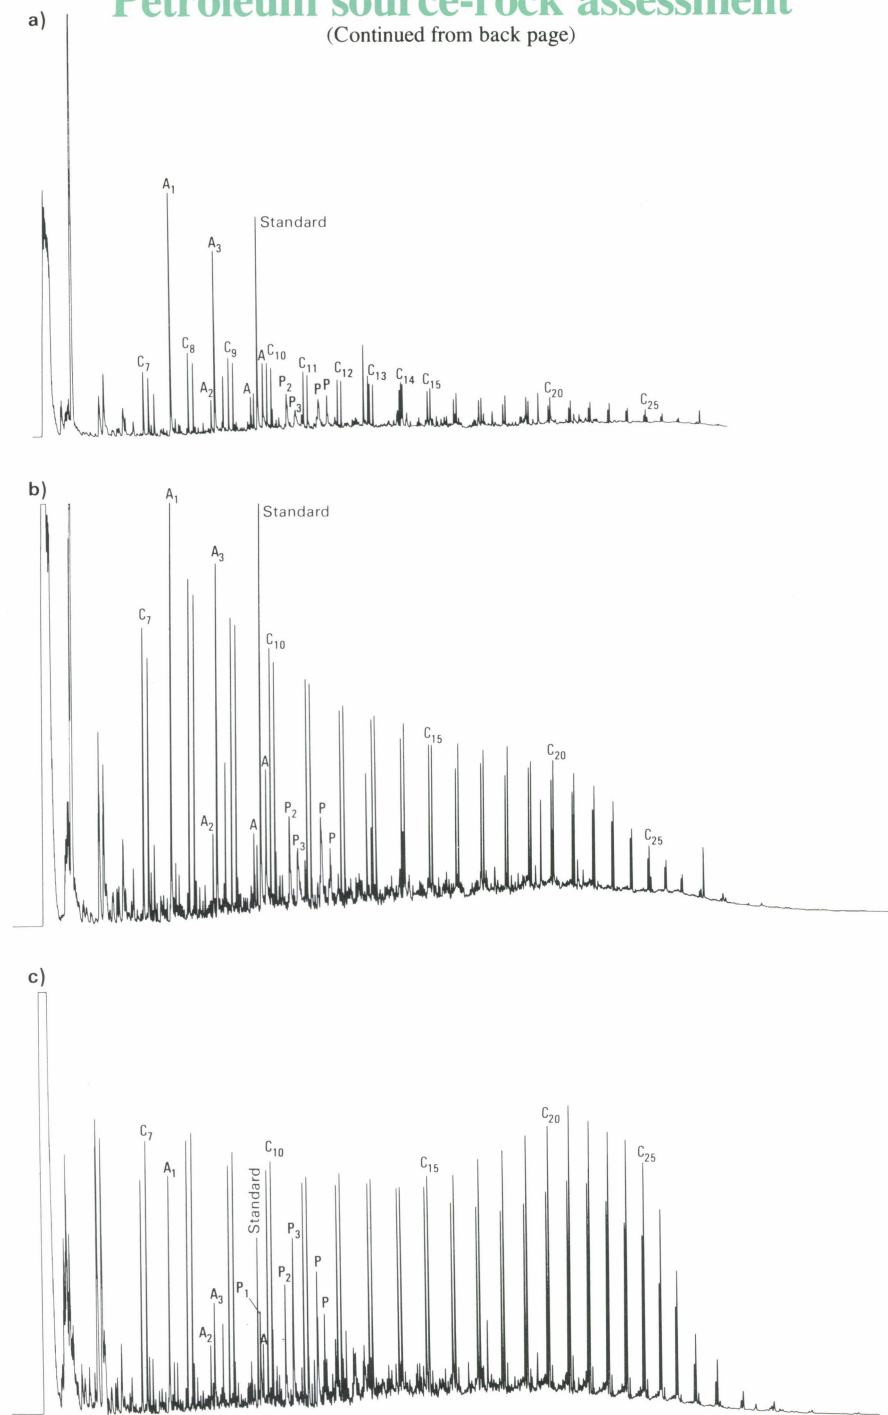 Petroleum source-rock assessment
(Continued from back page)
a)
A1
Standard
A3
C8
C9
A
C10
C7
C11
C12
C13
C14
C15
A2
A
P2
P
P
P3
C20
C25
b)
A1
Standard
A3
C7
C10
C15
C20
A
P2
P
A2
A
P3
P
C25
c)
C7
C20
C10
C15
C25
A1
Standard
P3
P2
P
P1
A3
P
A2
A